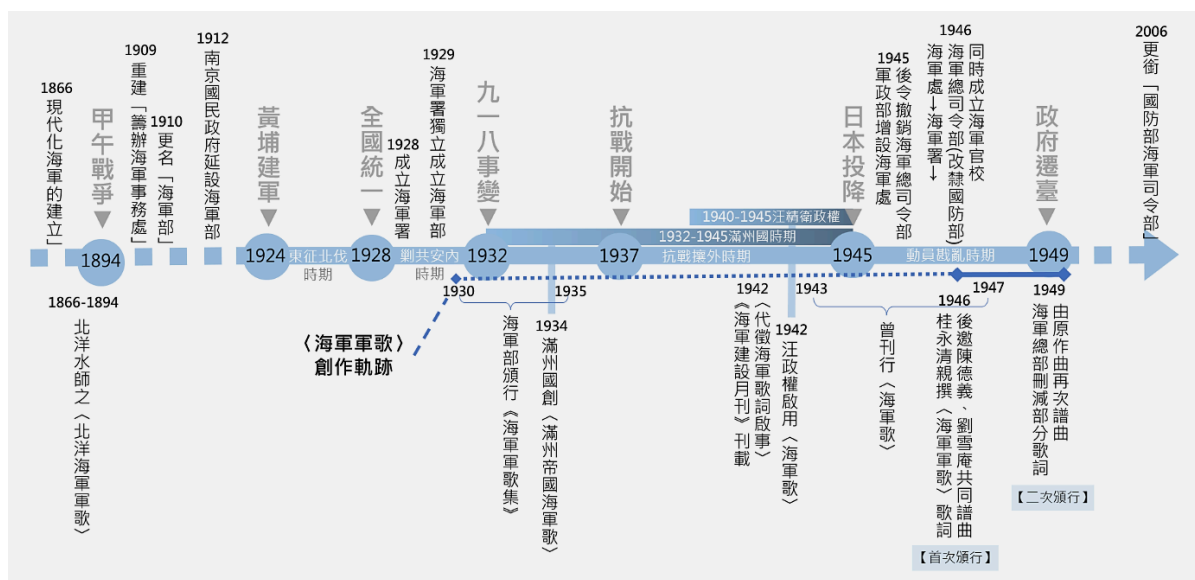 1866
現代化海軍的建立」
甲午戰爭
1909
重建「籌辦海軍事務處」
1910
更名「海軍部」
1912
南京國民政府延設海軍部
黃埔建軍
全國統一
1928
成立海軍署
1929
海軍署獨立成立海軍部
九一八事變
抗戰開始
日本投降
1945
後令撤銷海軍總司令部
軍政部增設海軍處
1946
同時成立海軍官校
海軍總司令部(改隸國防部)
海軍處→海軍署→
政府遷臺
2006
更銜「國防部海軍司令部」
1940-1945汪精衛政權
1932-1945滿州國時期
1894
1924
東征北伐
時期
1928
剿共安內
時期
1932
1937
抗戰攘外時期
1945
動員戡亂時期
1949
1866-1894
北洋水師之〈北洋海軍軍歌〉
〈海軍軍歌〉
創作軌跡
1930
1935
海軍部頒行《海軍軍歌集》
1934
滿州國創〈滿州帝國海軍歌〉
1942
〈代徵海軍歌詞啟事〉
《海軍建設月刊》刊載
1942
汪政權啟用〈海軍歌〉
1943
1947
曾刊行〈海軍歌〉
1946
後邀陳德義、劉雪庵共同譜曲
桂永清親撰〈海軍軍歌〉歌詞
【首次頒行】
1949
由原作曲再次譜曲
海軍總部刪減部分歌詞
【二次頒行】